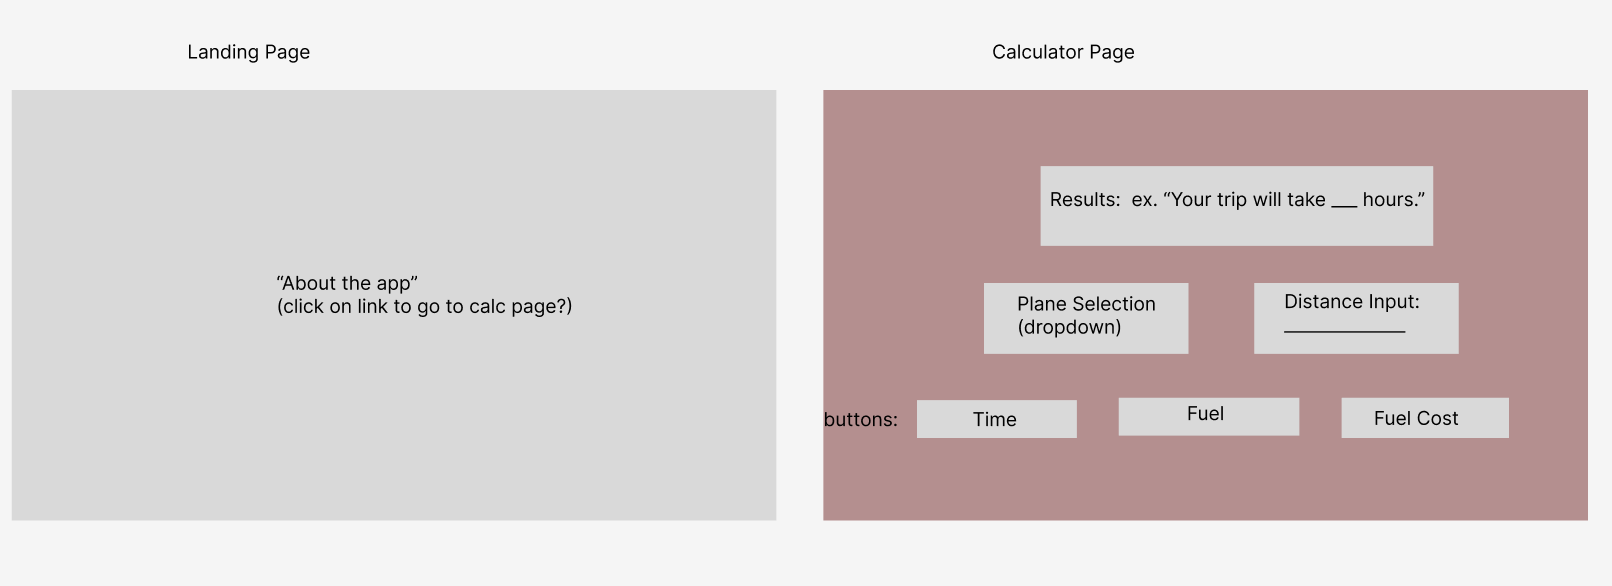 Landing Page
Calculator Page
“About the app”
(click on link to go to calc page?)
Results:  ex. “Your trip will take ___ hours.”
Plane Selection
(dropdown)
Distance Input:
____________
buttons:
Time
Fuel
Fuel Cost